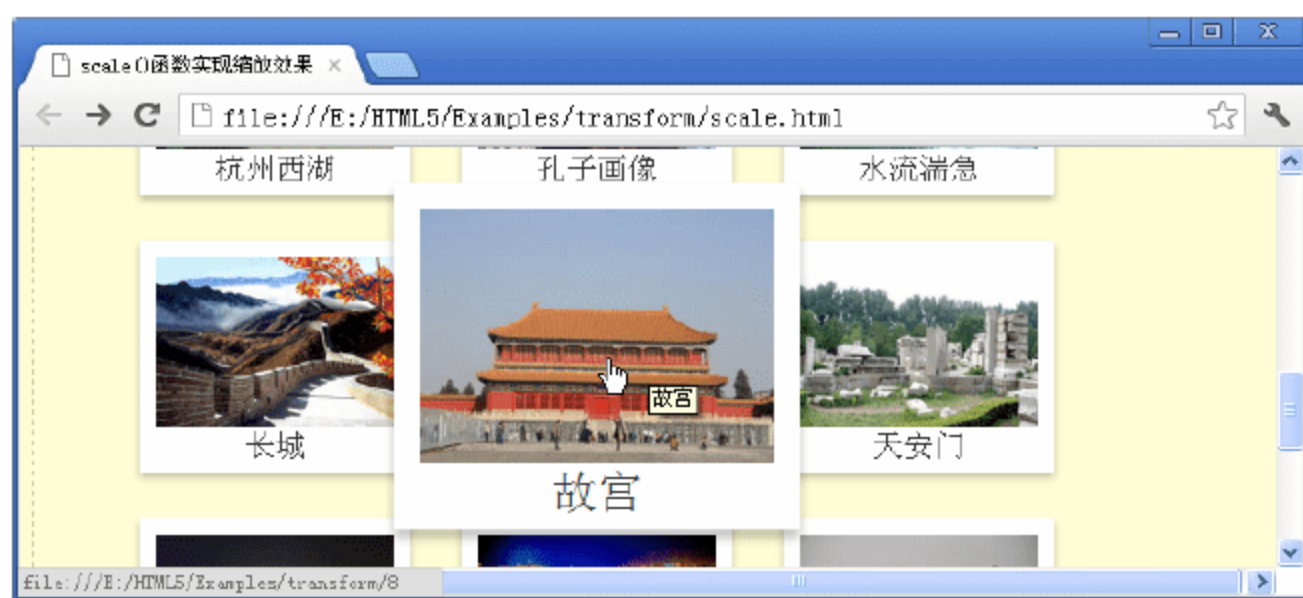 scale()函数实现缩放效果
file:///E:/HTML5/Examples/transform/scale.html
杭州西湖
孔子画像
水流湍急
故宫
长城
故宫
天安门
file:///E:/HTML5/Examples/transform/8